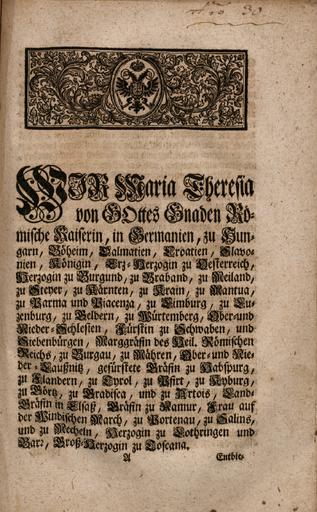 Nro 30
WIR Maria Theresia
von GOttes Gnaden Rö-
mische Kaiserin, in Germanien, zu Hun-
garn, Böheim, Dalmatien, Croatien, Slavo-
nien, Königin, Erz-Herzogin zu Oesterreich,
Herzogin zu Burgund, zu Braband, zu Meiland,
zu Steyer, zu Kärnten, zu Krain, zu Mantua,
zu Parma und Piacenza, zu Limburg, zu Lu-
zenburg, zu Geldern, zu Würtemberg, Ober-und
Nieder-Schlesien, Fürstin zu Schwaben, und
Siebenbürgen, Marggräfin des Heil. Römischen
Reichs, zu Burgau, zu Mähren, Ober-und Nie-
der-Laußnitz, gefürstete Gräfin zu Habspurg,
zu Flandern, zu Tyrol, zu Pfirt, zu Kyburg,
zu Görz, zu Gradisca, und zu Artois, Land-
Gräfin in Elsaß, Gräfin zu Namur, Frau auf
der Windischen March, zu Portenau, zu Salins,
und zu Mecheln, Herzogin zu Lothringen und
Bar, Groß-Herzogin zu Toscana.
A Entbie-